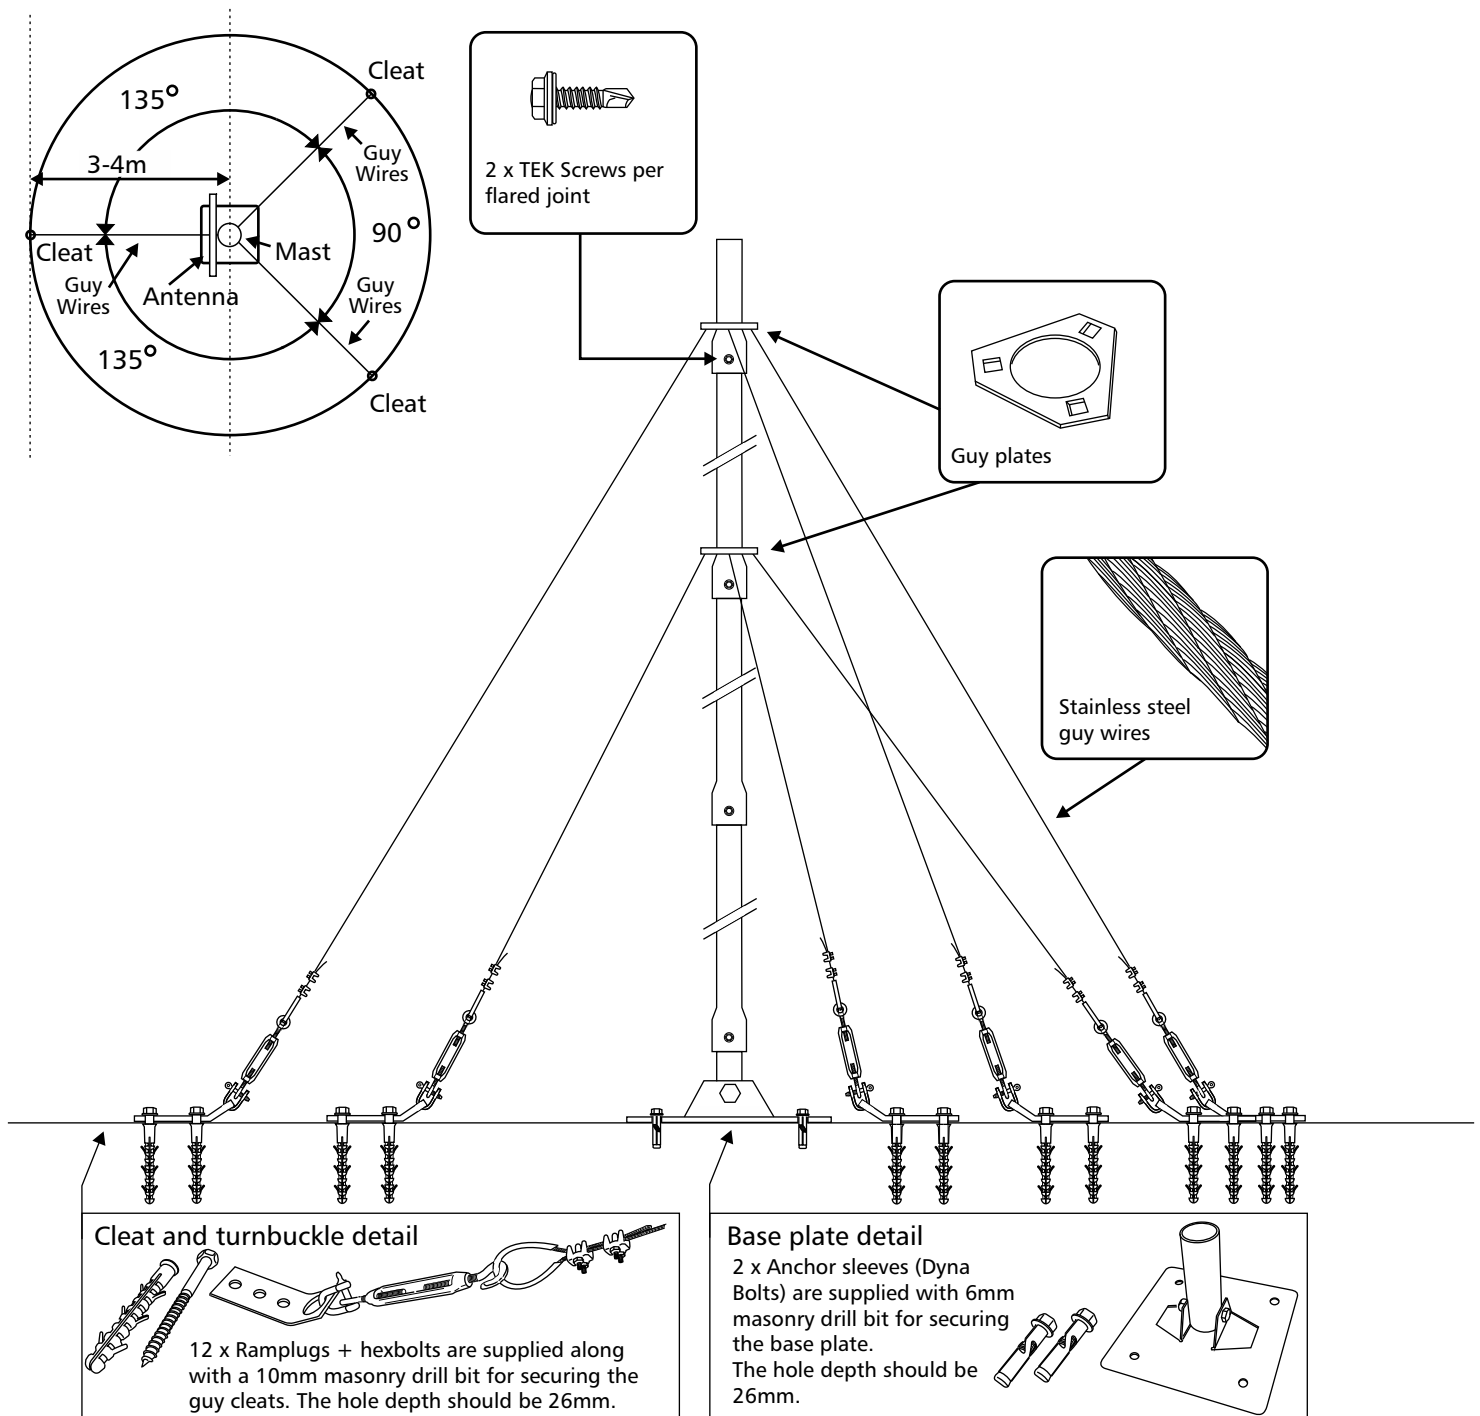 135°
Cleat
Guy
Wires
3-4m
90°
Cleat
Mast
Guy
Wires
Antenna
Guy
Wires
135°
Cleat
2 x TEK Screws per
flared joint
Guy plates
Stainless steel
guy wires
Cleat and turnbuckle detail
12 x Ramplugs + hexbolts are supplied along
with a 10mm masonry drill bit for securing the
guy cleats. The hole depth should be 26mm.
Base plate detail
2 x Anchor sleeves (Dyna
Bolts) are supplied with 6mm
masonry drill bit for securing
the base plate.
The hole depth should be
26mm.